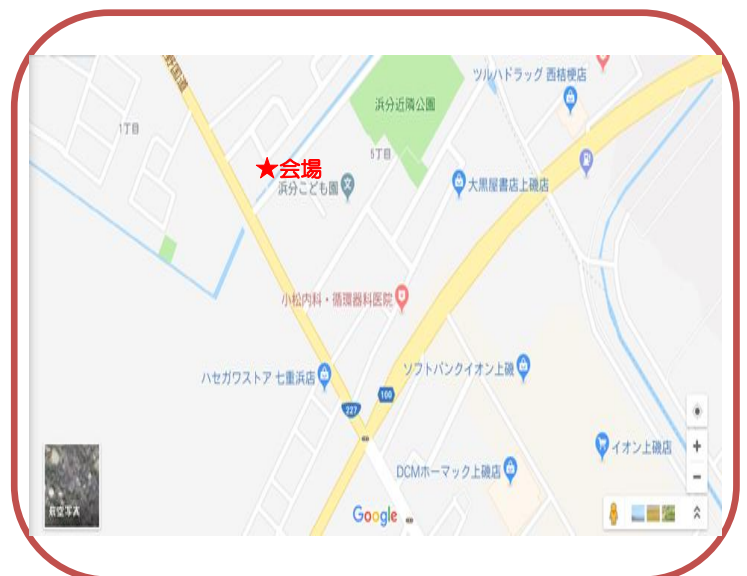 ツルハドラッグ 西桔梗店
野国道
浜分近隣公園
1丁目
5丁目
★会場
浜分こども園
大黒屋書店上磯店
小松内科・循環器科医院
ハセガワストア 七重浜店
ソフトバンクイオン上磯
100
227
イオン上磯店
DCMホーマック上磯店
航空写真
Google